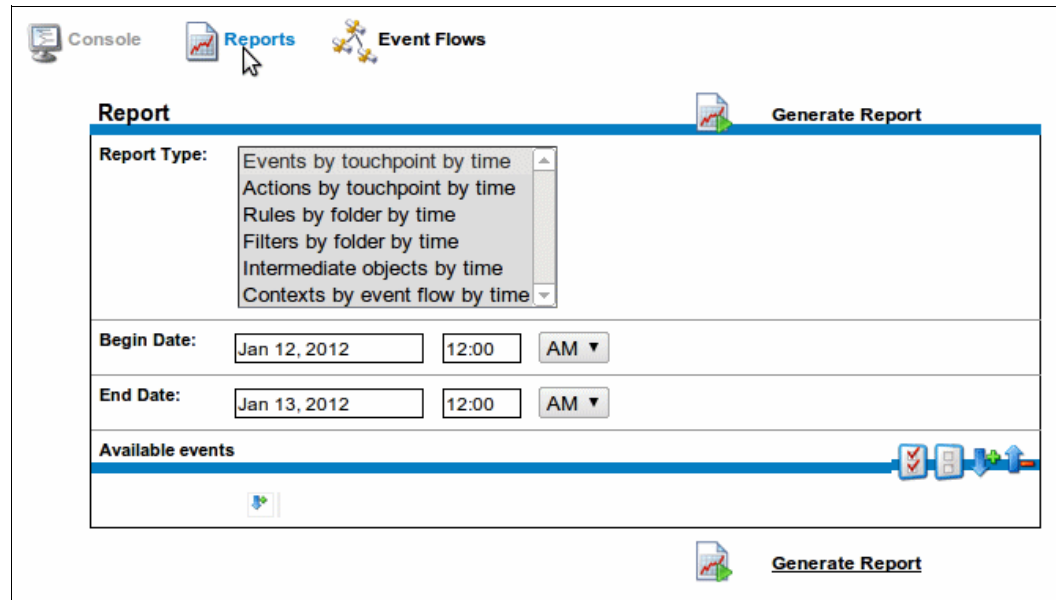 Console Reports Event Flows
Report Generate Report
Report Type: Events by touchpoint by time
Actions by touchpoint by time
Rules by folder by time
Filters by folder by time
Intermediate objects by time
Contexts by event flow by time
Begin Date: Jan 12, 2012 12:00 AM
End Date: Jan 13, 2012 12:00 AM
Available events
Generate Report